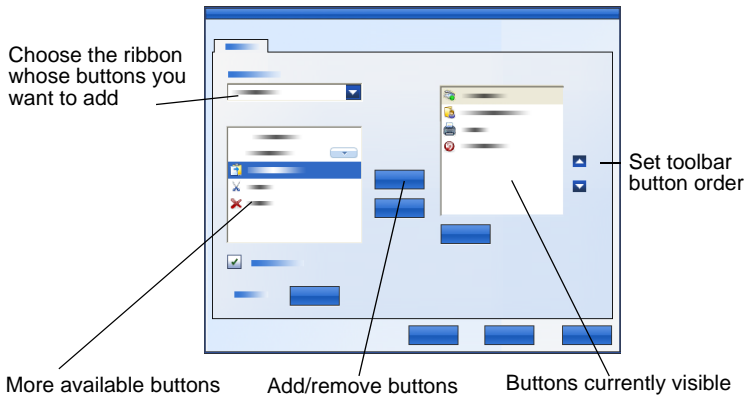 Choose the ribbon
whose buttons you
want to add
Set toolbar
button order
More available buttons
Add/remove buttons
Buttons currently visible